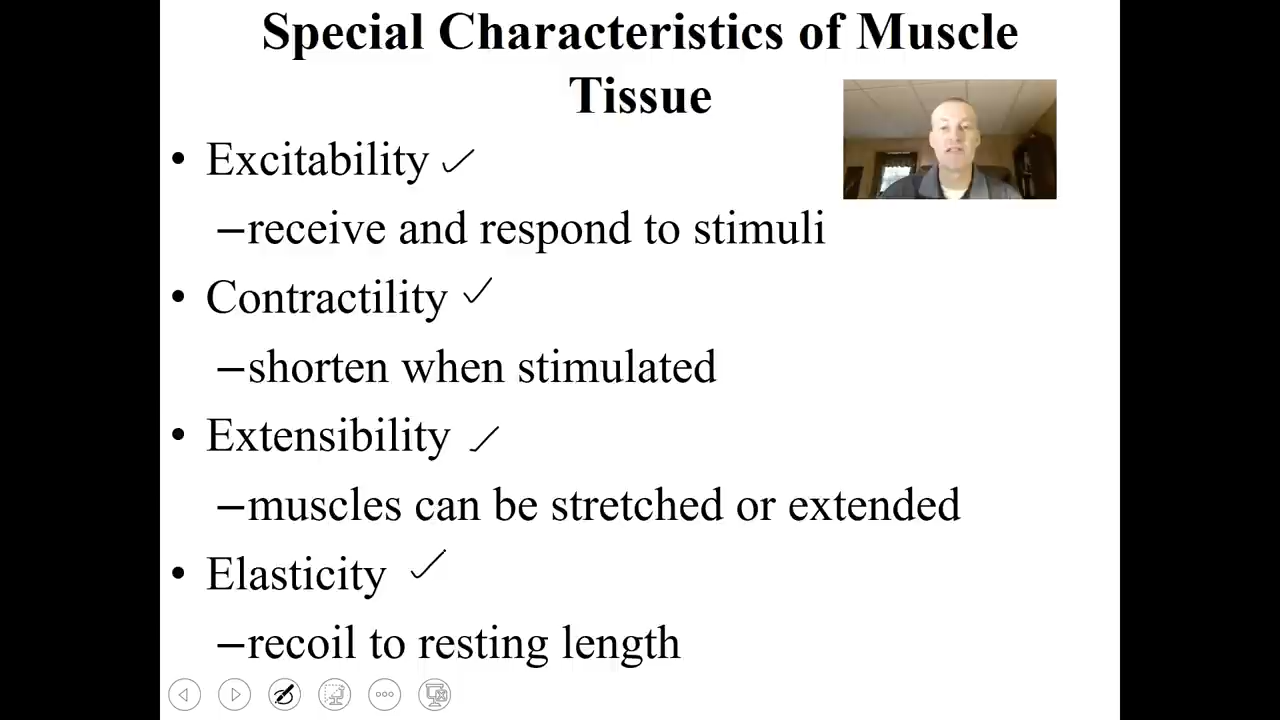 Special Characteristics of Muscle
Tissue
• Excitability ✓
–receive and respond to stimuli
• Contractility ✓
–shorten when stimulated
• Extensibility ✓
–muscles can be stretched or extended
• Elasticity ✓
–recoil to resting length